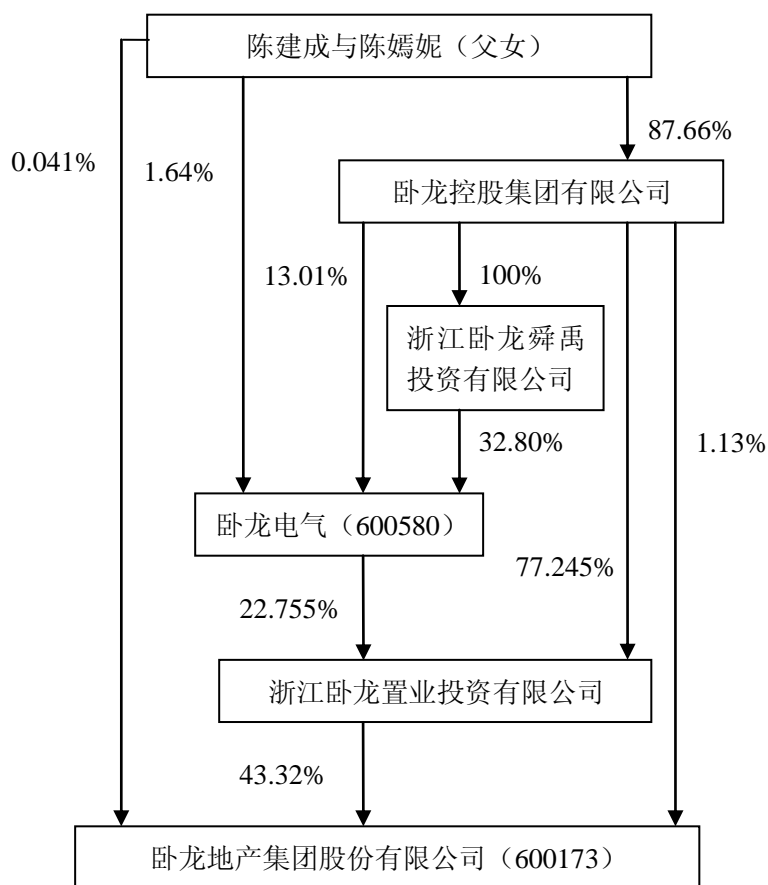 陈建成与陈嫣妮（父女）
87.66%
0.041%
1.64%
卧龙控股集团有限公司
13.01%
100%
浙江卧龙舜禹
投资有限公司
32.80%
1.13%
卧龙电气（600580）
77.245%
22.755%
浙江卧龙置业投资有限公司
43.32%
卧龙地产集团股份有限公司（600173）